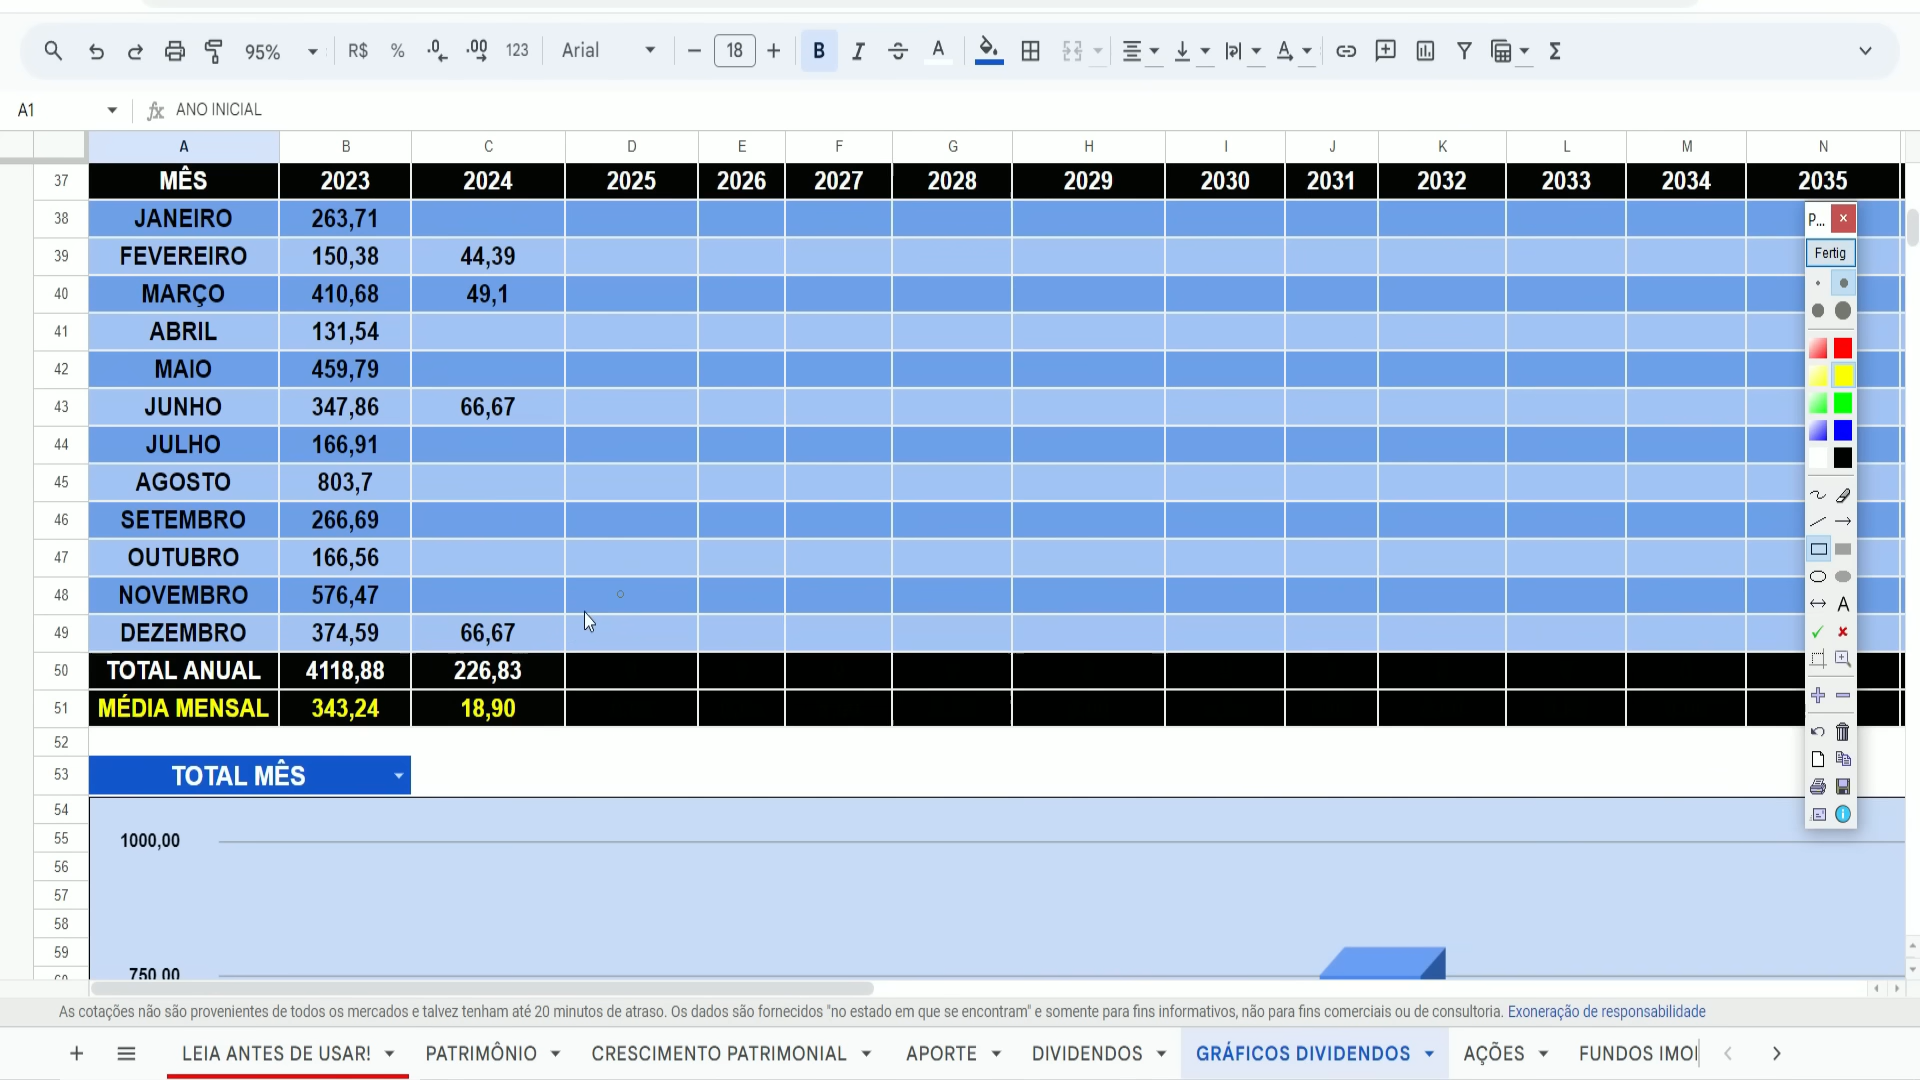 95% R$ % .0 .00 123 Arial 18 B I A A
A1 fx ANO INICIAL
A B C D E F G H I J K L M N
37 MÊS 2023 2024 2025 2026 2027 2028 2029 2030 2031 2032 2033 2034 2035
38 JANEIRO 263,71
39 FEVEREIRO 150,38 44,39
40 MARÇO 410,68 49,1
41 ABRIL 131,54
42 MAIO 459,79
43 JUNHO 347,86 66,67
44 JULHO 166,91
45 AGOSTO 803,7
46 SETEMBRO 266,69
47 OUTUBRO 166,56
48 NOVEMBRO 576,47
49 DEZEMBRO 374,59 66,67
50 TOTAL ANUAL 4118,88 226,83
51 MÉDIA MENSAL 343,24 18,90
52
53 TOTAL MÊS
54
55 1000,00
56
57
58
59
750,00
P...
Fertig
A
As cotações não são provenientes de todos os mercados e talvez tenham até 20 minutos de atraso. Os dados são fornecidos "no estado em que se encontram" e somente para fins informativos, não para fins comerciais ou de consultoria. Exoneração de responsabilidade
LEIA ANTES DE USAR! PATRIMÔNIO CRESCIMENTO PATRIMONIAL APORTE DIVIDENDOS GRÁFICOS DIVIDENDOS AÇÕES FUNDOS IMOI